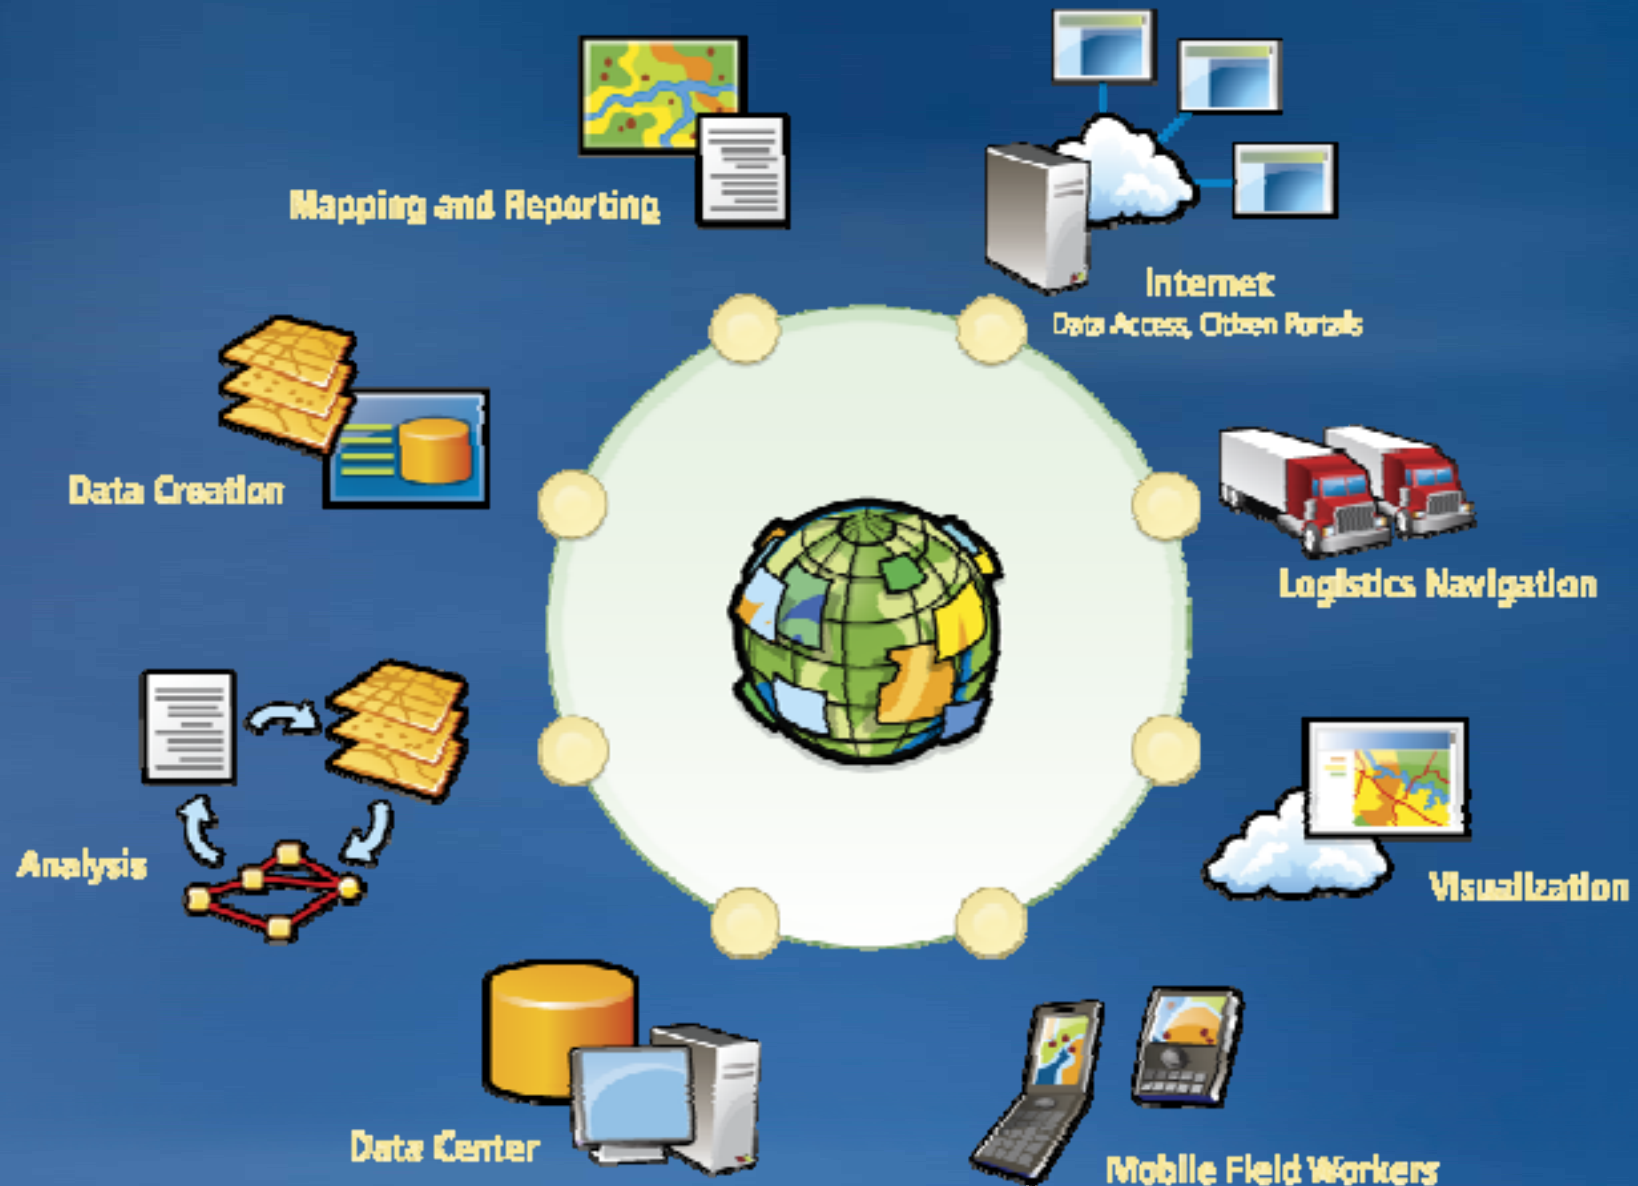 Mapping and Reporting
Internet
Data Access, Citizen Portals
Data Creation
Logistics Navigation
Analysis
Visualization
Data Center
Mobile Field Workers